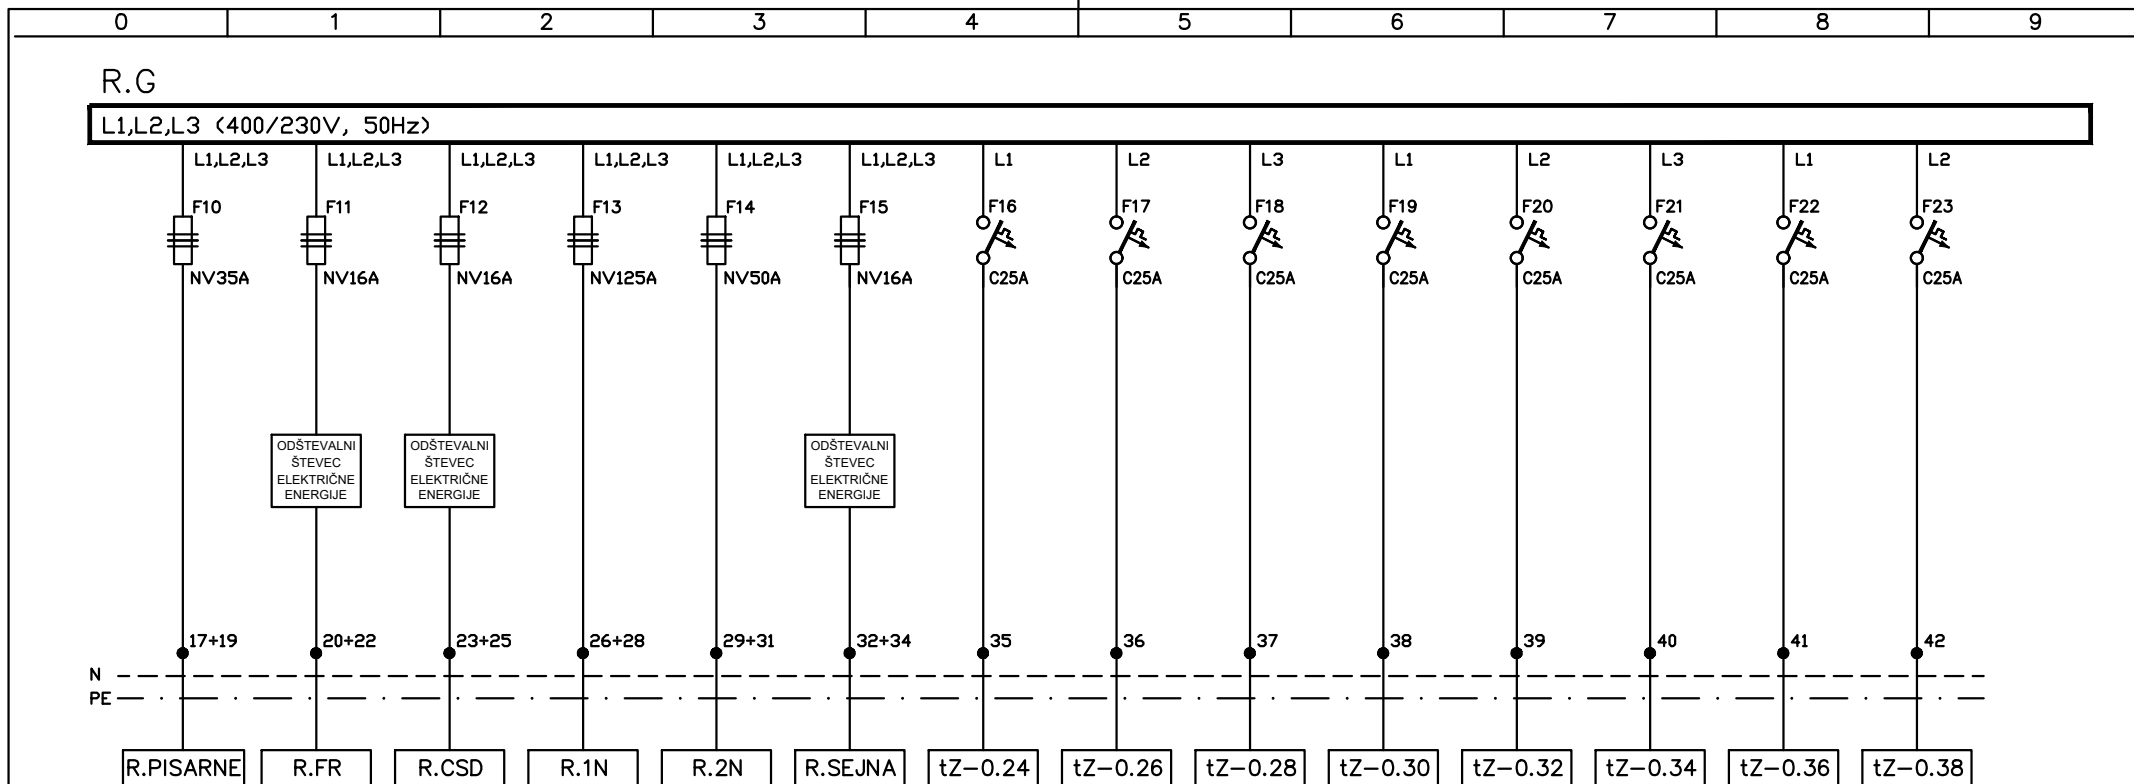 0 1 2 3 4 5 6 7 8 9
R.G
L1,L2,L3 (400/230V, 50Hz)
L1,L2,L3 L1,L2,L3 L1,L2,L3 L1,L2,L3 L1,L2,L3 L1,L2,L3 L1 L2 L3 L1 L2 L3 L1 L2
F10 F11 F12 F13 F14 F15 F16 F17 F18 F19 F20 F21 F22 F23
NV35A NV16A NV16A NV125A NV50A NV16A C25A C25A C25A C25A C25A C25A C25A C25A
ODŠTEVALNI
ŠTEVEC
ELEKTRIČNE
ENERGIJE
ODŠTEVALNI
ŠTEVEC
ELEKTRIČNE
ENERGIJE
ODŠTEVALNI
ŠTEVEC
ELEKTRIČNE
ENERGIJE
17+19 20+22 23+25 26+28 29+31 32+34 35 36 37 38 39 40 41 42
N
PE
R.PISARNE R.FR R.CSD R.1N R.2N R.SEJNA tZ-0.24 tZ-0.26 tZ-0.28 tZ-0.30 tZ-0.32 tZ-0.34 tZ-0.36 tZ-0.38